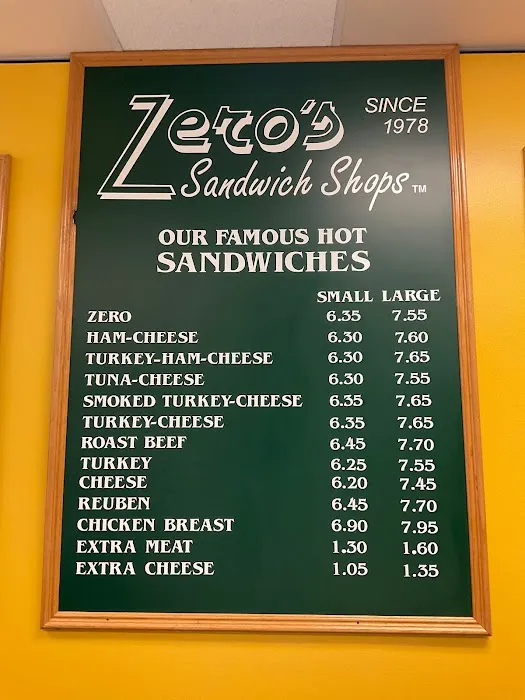 Zero's
SINCE
1978
Sandwich Shops TM
OUR FAMOUS HOT
SANDWICHES
SMALL LARGE
ZERO 6.35 7.55
HAM-CHEESE 6.30 7.60
TURKEY-HAM-CHEESE 6.30 7.65
TUNA-CHEESE 6.30 7.55
SMOKED TURKEY-CHEESE 6.35 7.65
TURKEY-CHEESE 6.35 7.65
ROAST BEEF 6.45 7.70
TURKEY 6.25 7.55
CHEESE 6.20 7.45
REUBEN 6.45 7.70
CHICKEN BREAST 6.90 7.95
EXTRA MEAT 1.30 1.60
EXTRA CHEESE 1.05 1.35